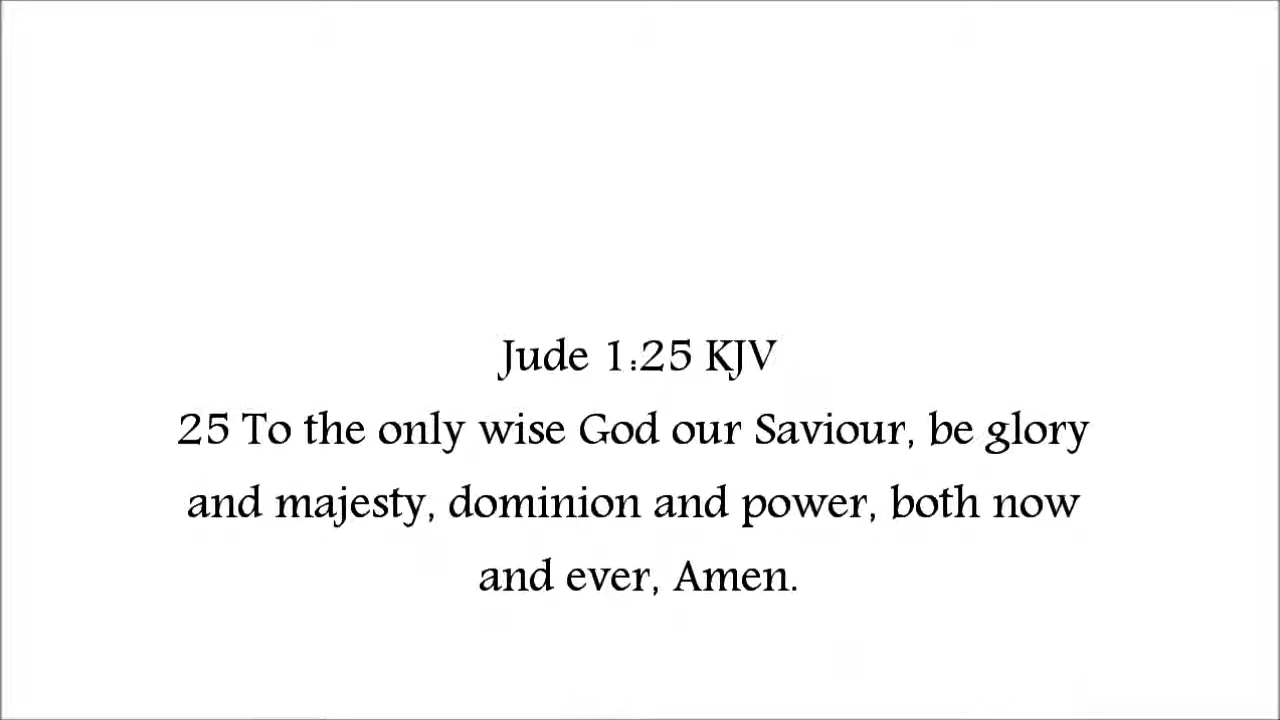 Jude 1:25 KJV
25 To the only wise God our Saviour, be glory
and majesty, dominion and power, both now
and ever, Amen.